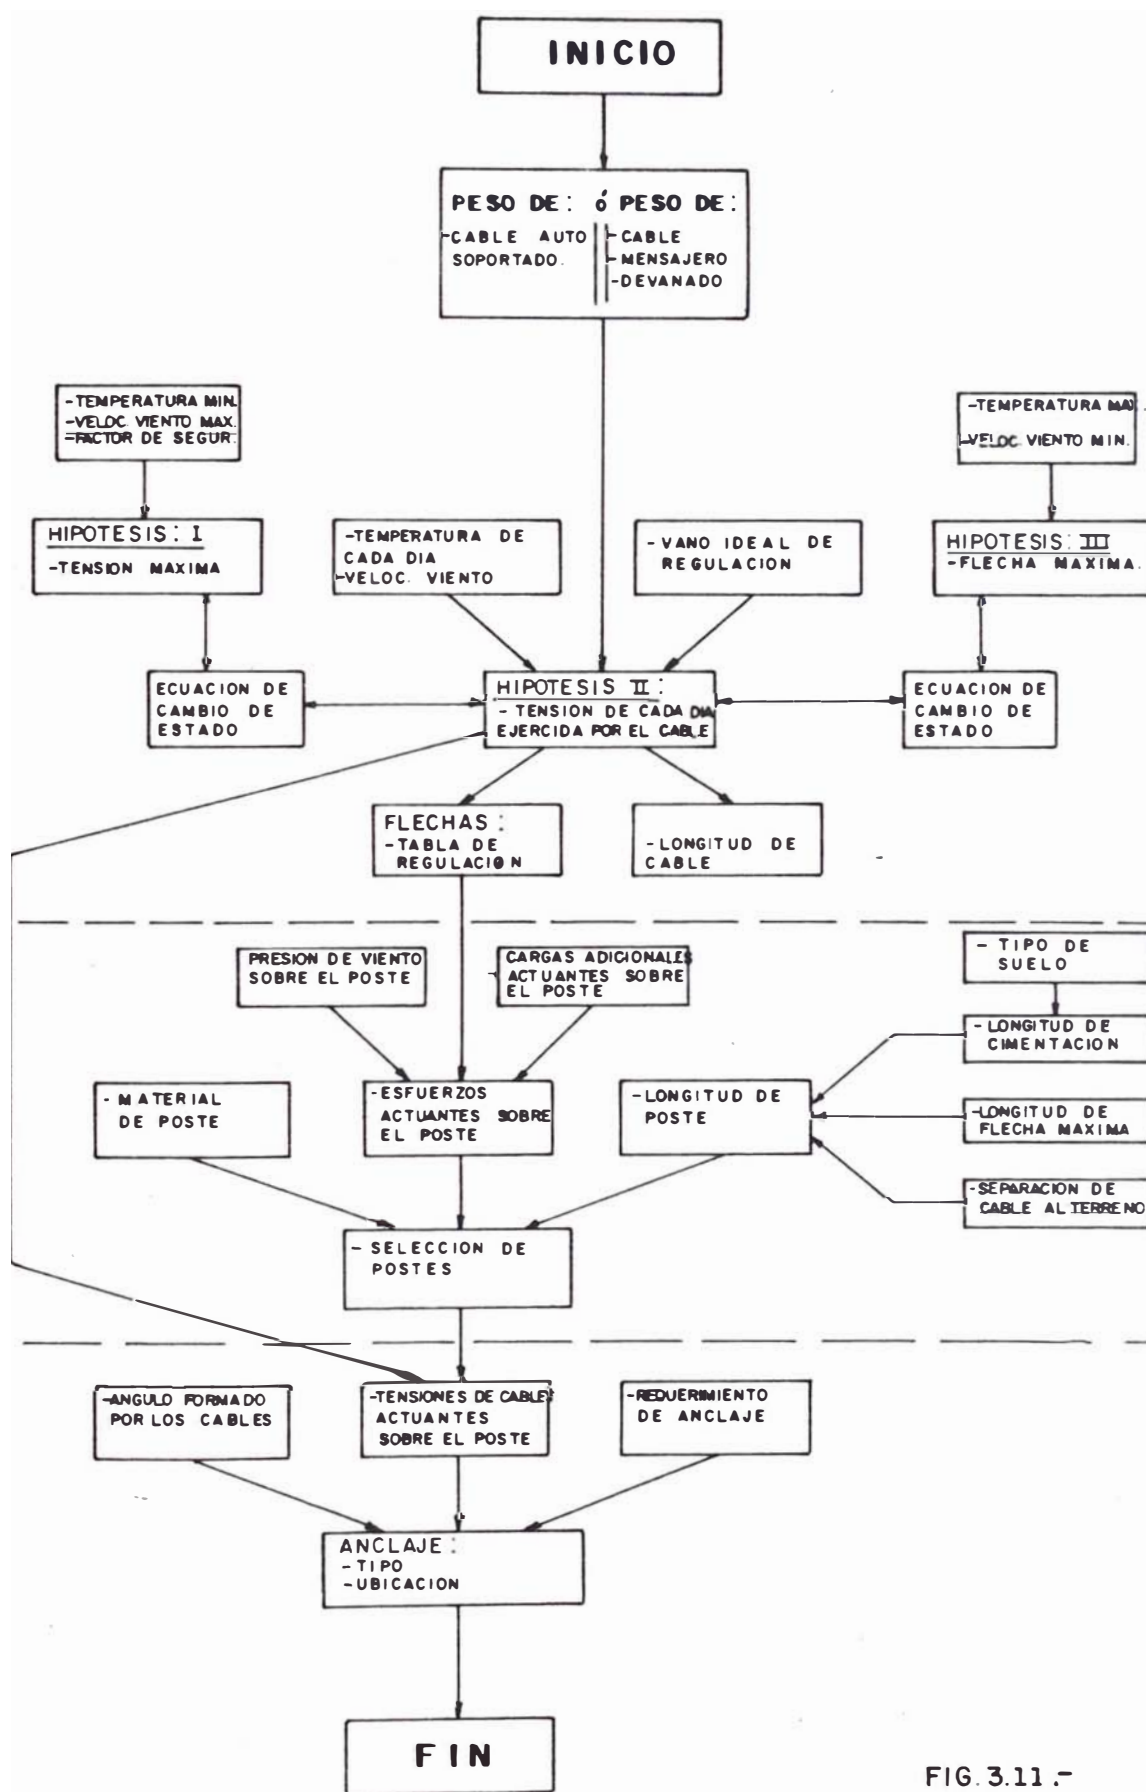 INICIO
PESO DE: ó PESO DE:
-CABLE AUTO
SOPORTADO.
-CABLE
-MENSAJERO
-DEVANADO
-TEMPERATURA MIN.
-VELOC. VIENTO MAX.
-FACTOR DE SEGUR.
-TEMPERATURA MAX.
-VELOC. VIENTO MIN.
HIPOTESIS: I
-TENSION MAXIMA
-TEMPERATURA DE
CADA DIA
-VELOC. VIENTO
-VANO IDEAL DE
REGULACION
HIPOTESIS: III
-FLECHA MAXIMA.
ECUACION DE
CAMBIO DE
ESTADO
HIPOTESIS II:
-TENSION DE CADA DIA
EJERCIDA POR EL CABLE
ECUACION DE
CAMBIO DE
ESTADO
FLECHAS:
-TABLA DE
REGULACION
-LONGITUD DE
CABLE
PRESION DE VIENTO
SOBRE EL POSTE
CARGAS ADICIONALES
ACTUANTES SOBRE
EL POSTE
- TIPO DE
SUELO
-LONGITUD DE
CIMENTACION
-MATERIAL
DE POSTE
-ESFUERZOS
ACTUANTES SOBRE
EL POSTE
-LONGITUD DE
POSTE
-LONGITUD DE
FLECHA MAXIMA
-SEPARACION DE
CABLE AL TERRENO
- SELECCION DE
POSTES
-ANGULO FORMADO
POR LOS CABLES
-TENSIONES DE CABLES
ACTUANTES
SOBRE EL POSTE
-REQUERIMIENTO
DE ANCLAJE
ANCLAJE:
-TIPO
-UBICACION
FIN
FIG. 3.11.-